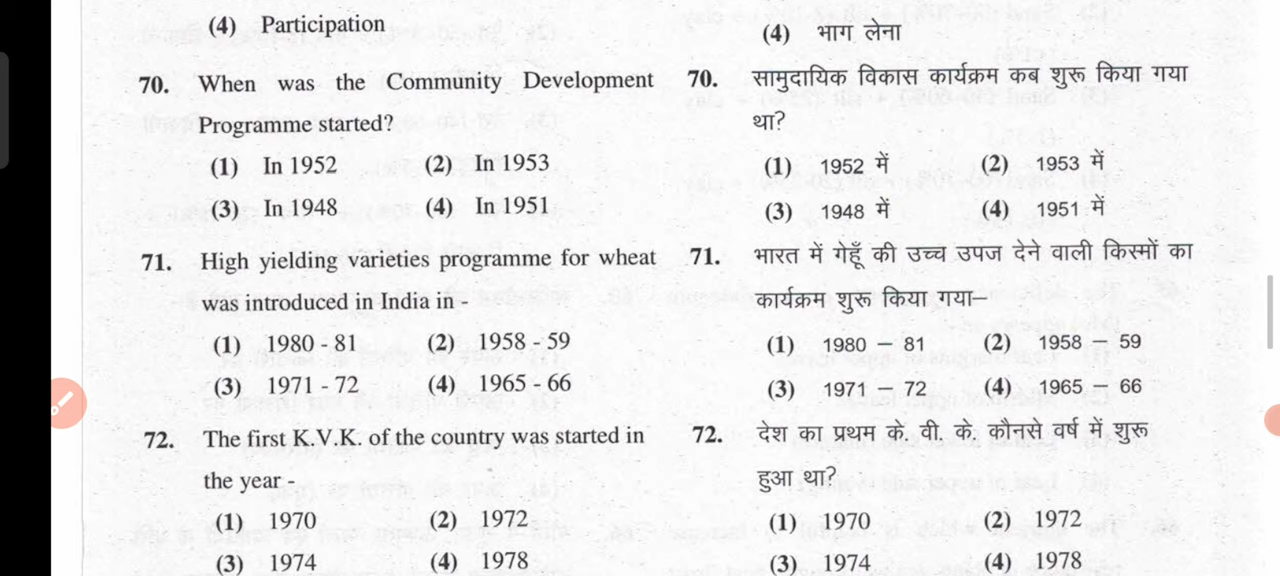 (4) Participation
70. When was the Community Development
Programme started?
(1) In 1952 (2) In 1953
(3) In 1948 (4) In 1951
71. High yielding varieties programme for wheat
was introduced in India in -
(1) 1980 - 81 (2) 1958 - 59
(3) 1971 - 72 (4) 1965 - 66
72. The first K.V.K. of the country was started in
the year -
(1) 1970 (2) 1972
(3) 1974 (4) 1978
(4) भाग लेना
70. सामुदायिक विकास कार्यक्रम कब शुरू किया गया
था?
(1) 1952 में (2) 1953 में
(3) 1948 में (4) 1951 में
71. भारत में गेहूँ की उच्च उपज देने वाली किस्मों का
कार्यक्रम शुरू किया गया–
(1) 1980 – 81 (2) 1958 – 59
(3) 1971 – 72 (4) 1965 – 66
72. देश का प्रथम के. वी. के. कौनसे वर्ष में शुरू
हुआ था?
(1) 1970 (2) 1972
(3) 1974 (4) 1978